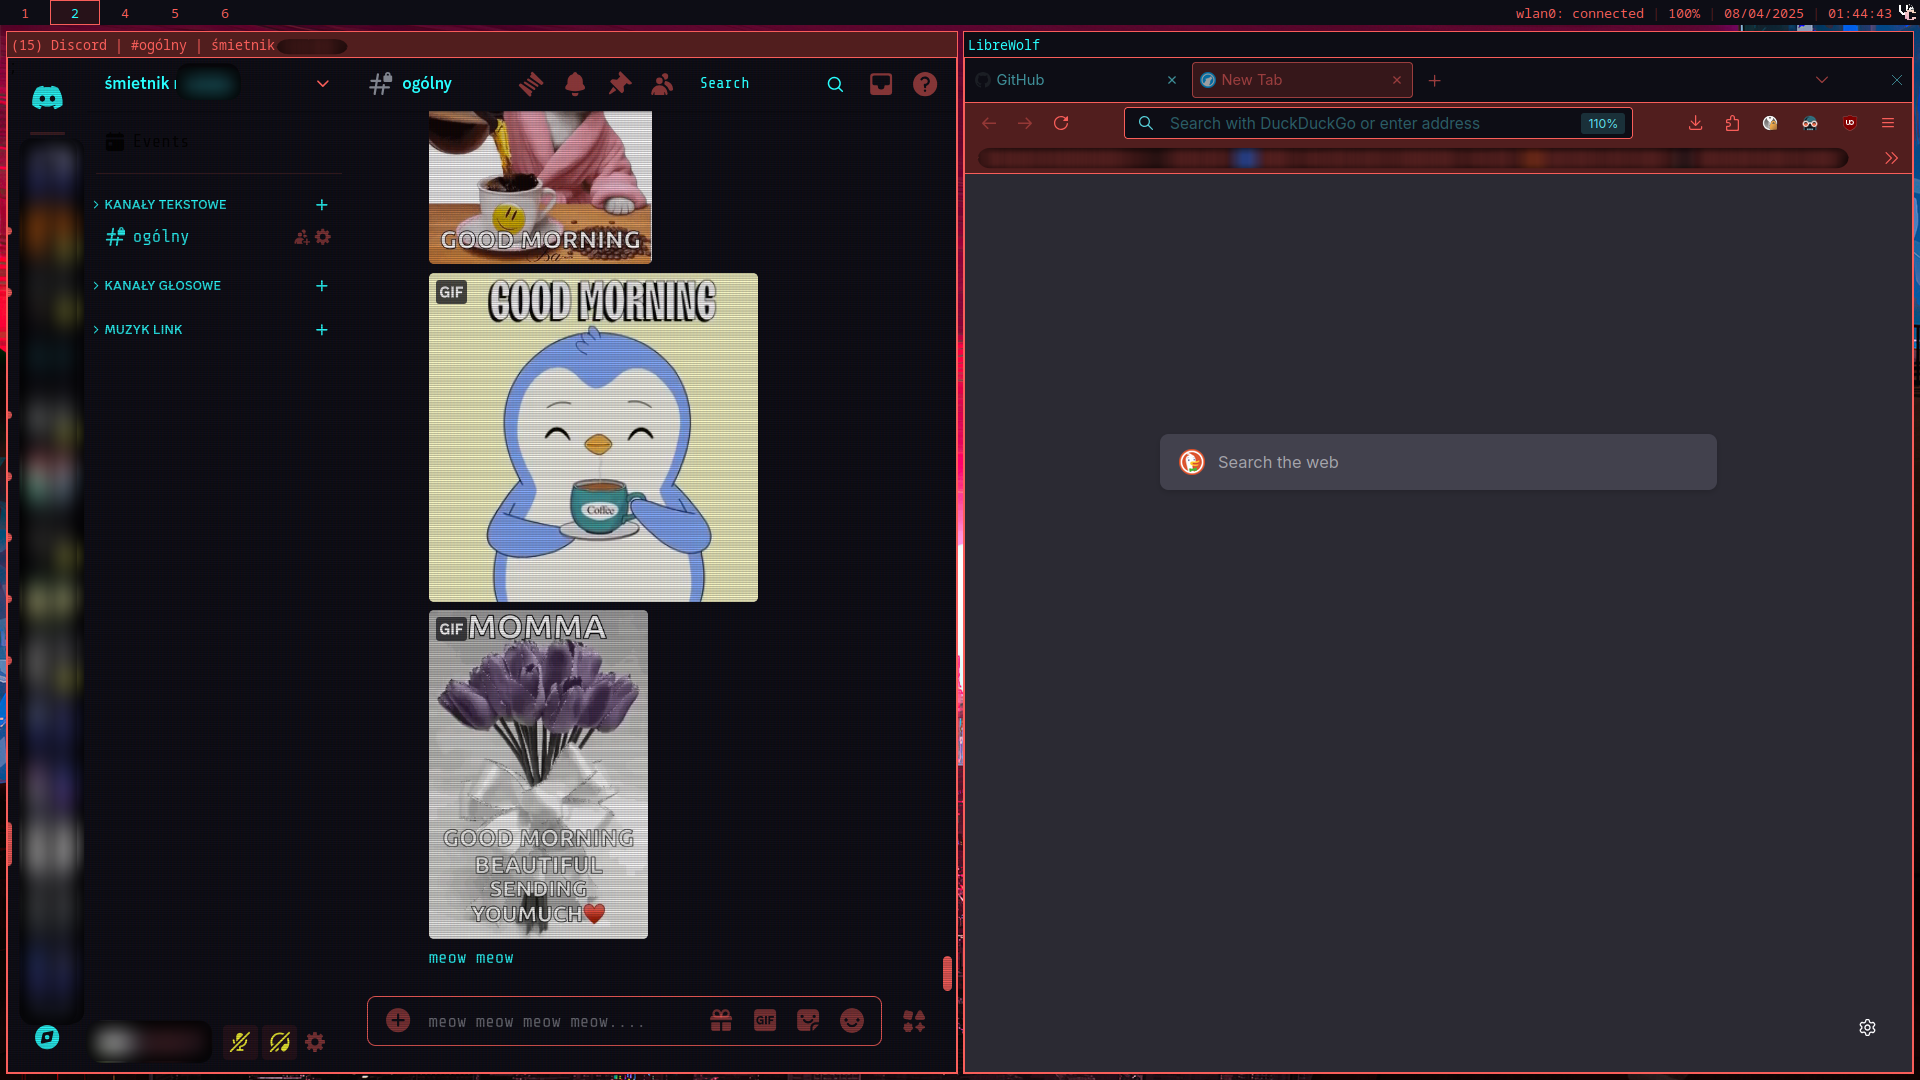 1 2 4 5 6
wlan0: connected | 100% | 08/04/2025 | 01:44:43
(15) Discord | #ogólny | śmietnik
śmietnik
Events
KANAŁY TEKSTOWE
ogólny
KANAŁY GŁOSOWE
MUZYK LINK
ogólny
Search
GOOD MORNING
GIF
GOOD MORNING
Coffee
GIF
MOMMA
GOOD MORNING
BEAUTIFUL
SENDING
YOUMUCH❤️
meow meow
meow meow meow meow....
GIF
LibreWolf
GitHub
New Tab
Search with DuckDuckGo or enter address
110%
Search the web